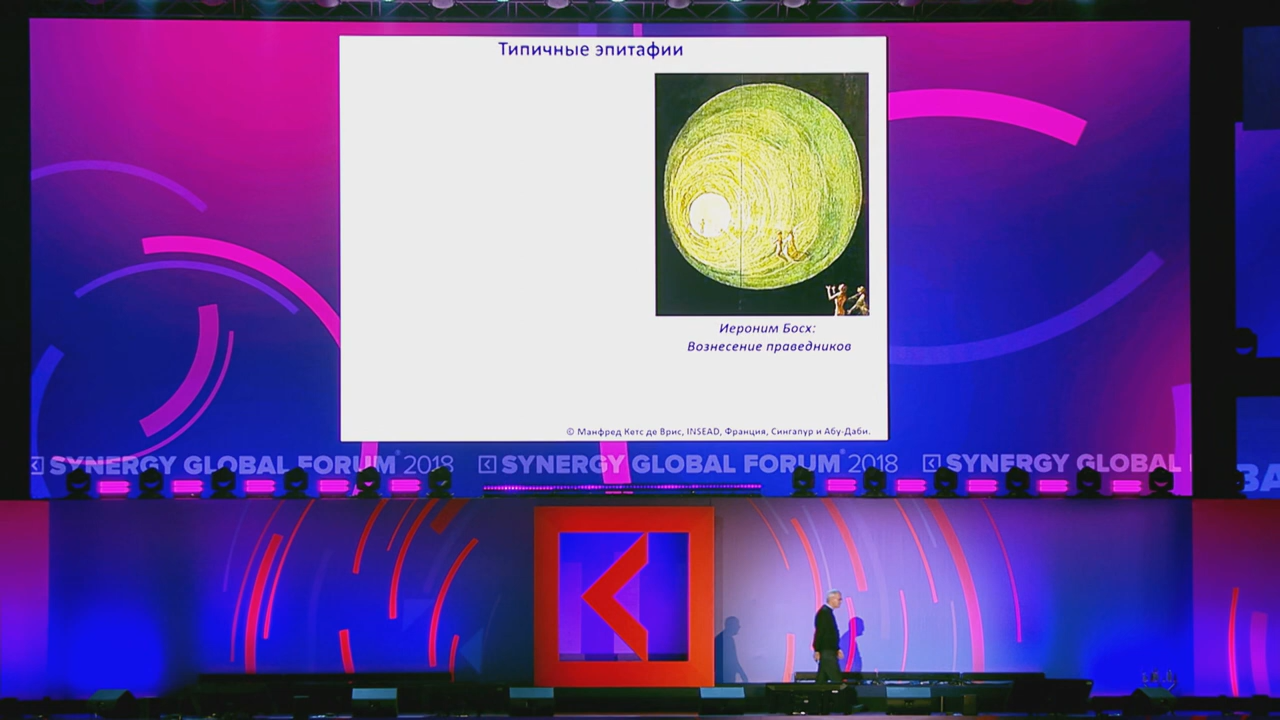 Типичные эпитафии
Иероним Босх:
Вознесение праведников
© Манфред Кетс де Врис, INSEAD, Франция, Сингапур и Абу-Даби.
SYNERGY GLOBAL FORUM® 2018 SYNERGY GLOBAL FORUM® 2018 SYNERGY GLOBAL